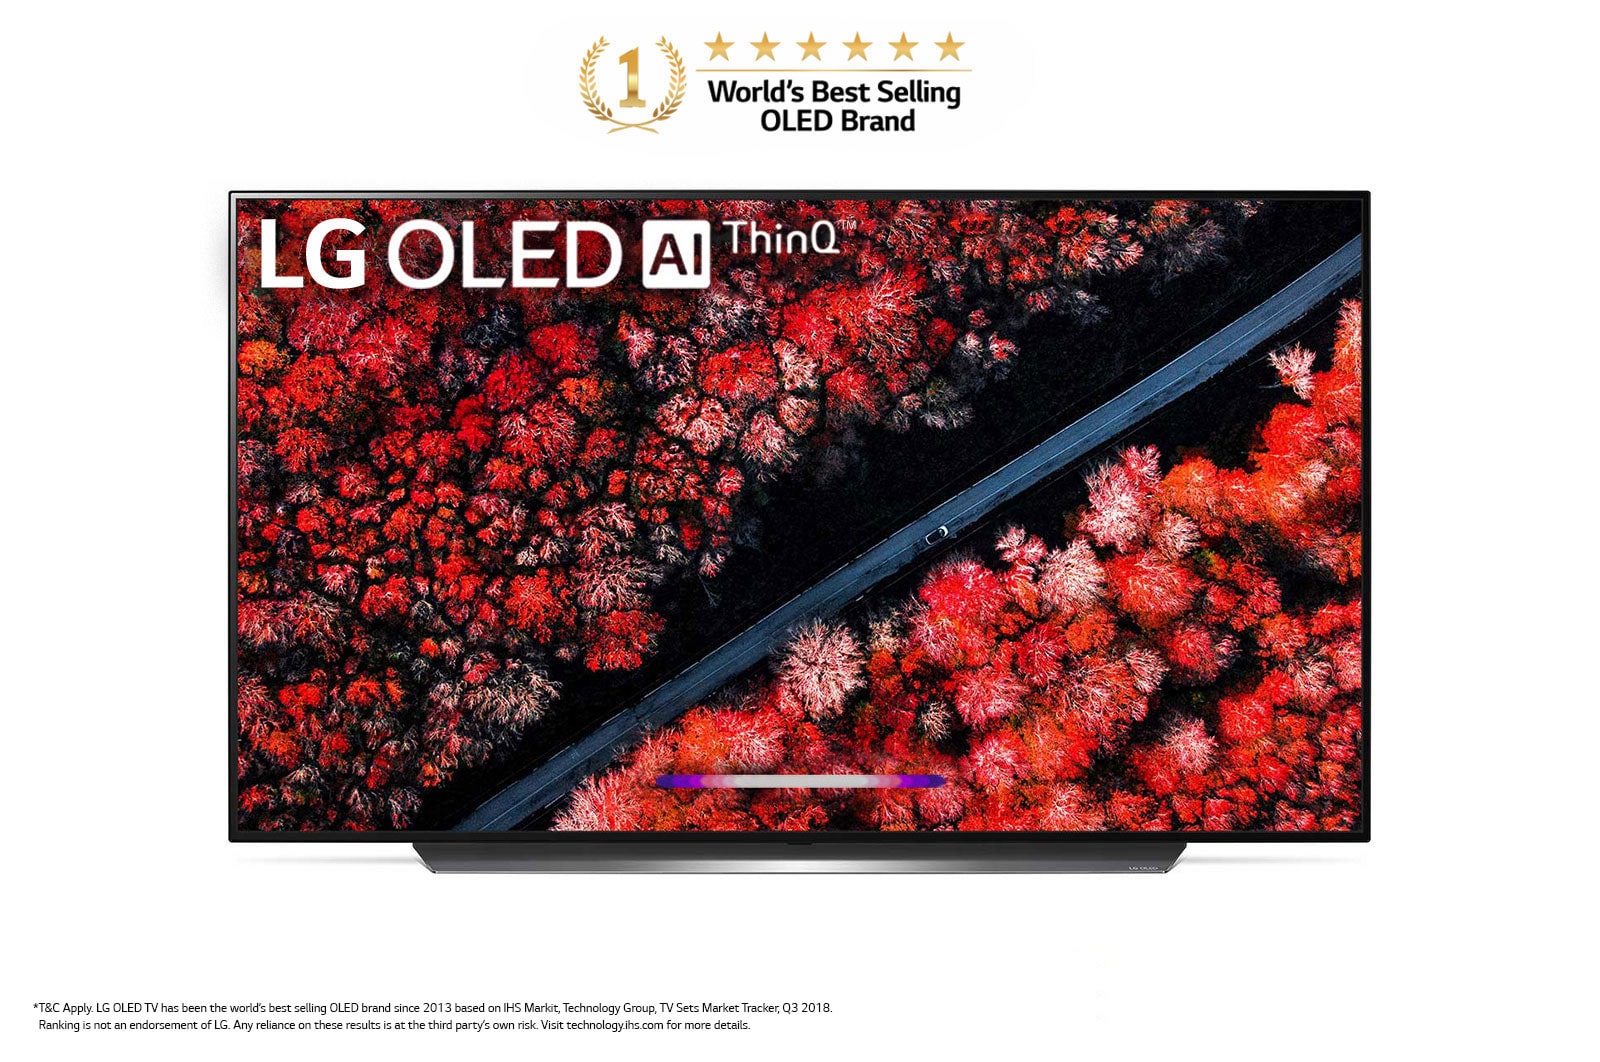 1
World's Best Selling
OLED Brand
LG OLED AI ThinQ™
LG OLED
*T&C Apply. LG OLED TV has been the world's best selling OLED brand since 2013 based on IHS Markit, Technology Group, TV Sets Market Tracker, Q3 2018.
Ranking is not an endorsement of LG. Any reliance on these results is at the third party's own risk. Visit technology.ihs.com for more details.